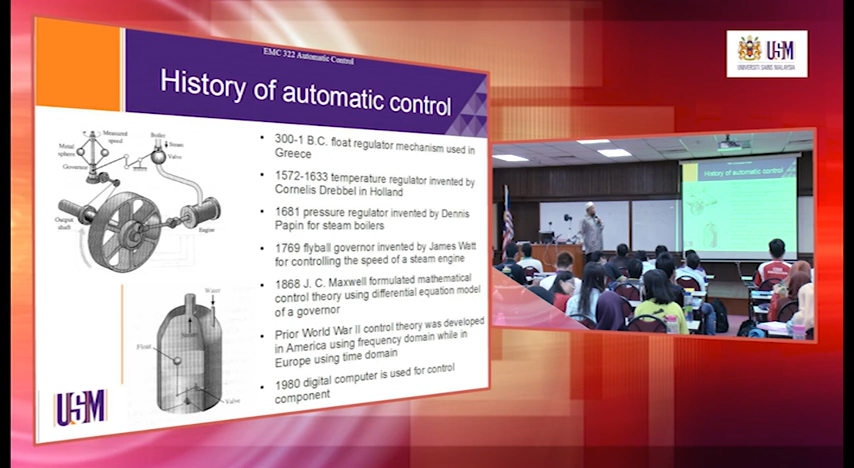 EMC 322 Automatic Control
History of automatic control
Metal
sphere
Measured
speed
Boiler
Steam
Valve
Governor
Output
shaft
Engine
Water
Steam
Float
Valve
• 300-1 B.C. float regulator mechanism used in
Greece
• 1572-1633 temperature regulator invented by
Cornelis Drebbel in Holland
• 1681 pressure regulator invented by Dennis
Papin for steam boilers
• 1769 flyball governor invented by James Watt
for controlling the speed of a steam engine
• 1868 J. C. Maxwell formulated mathematical
control theory using differential equation model
of a governor
• Prior World War II control theory was developed
in America using frequency domain while in
Europe using time domain
• 1980 digital computer is used for control
component
USM
USM
UNIVERSITI SAINS MALAYSIA
History of automatic control